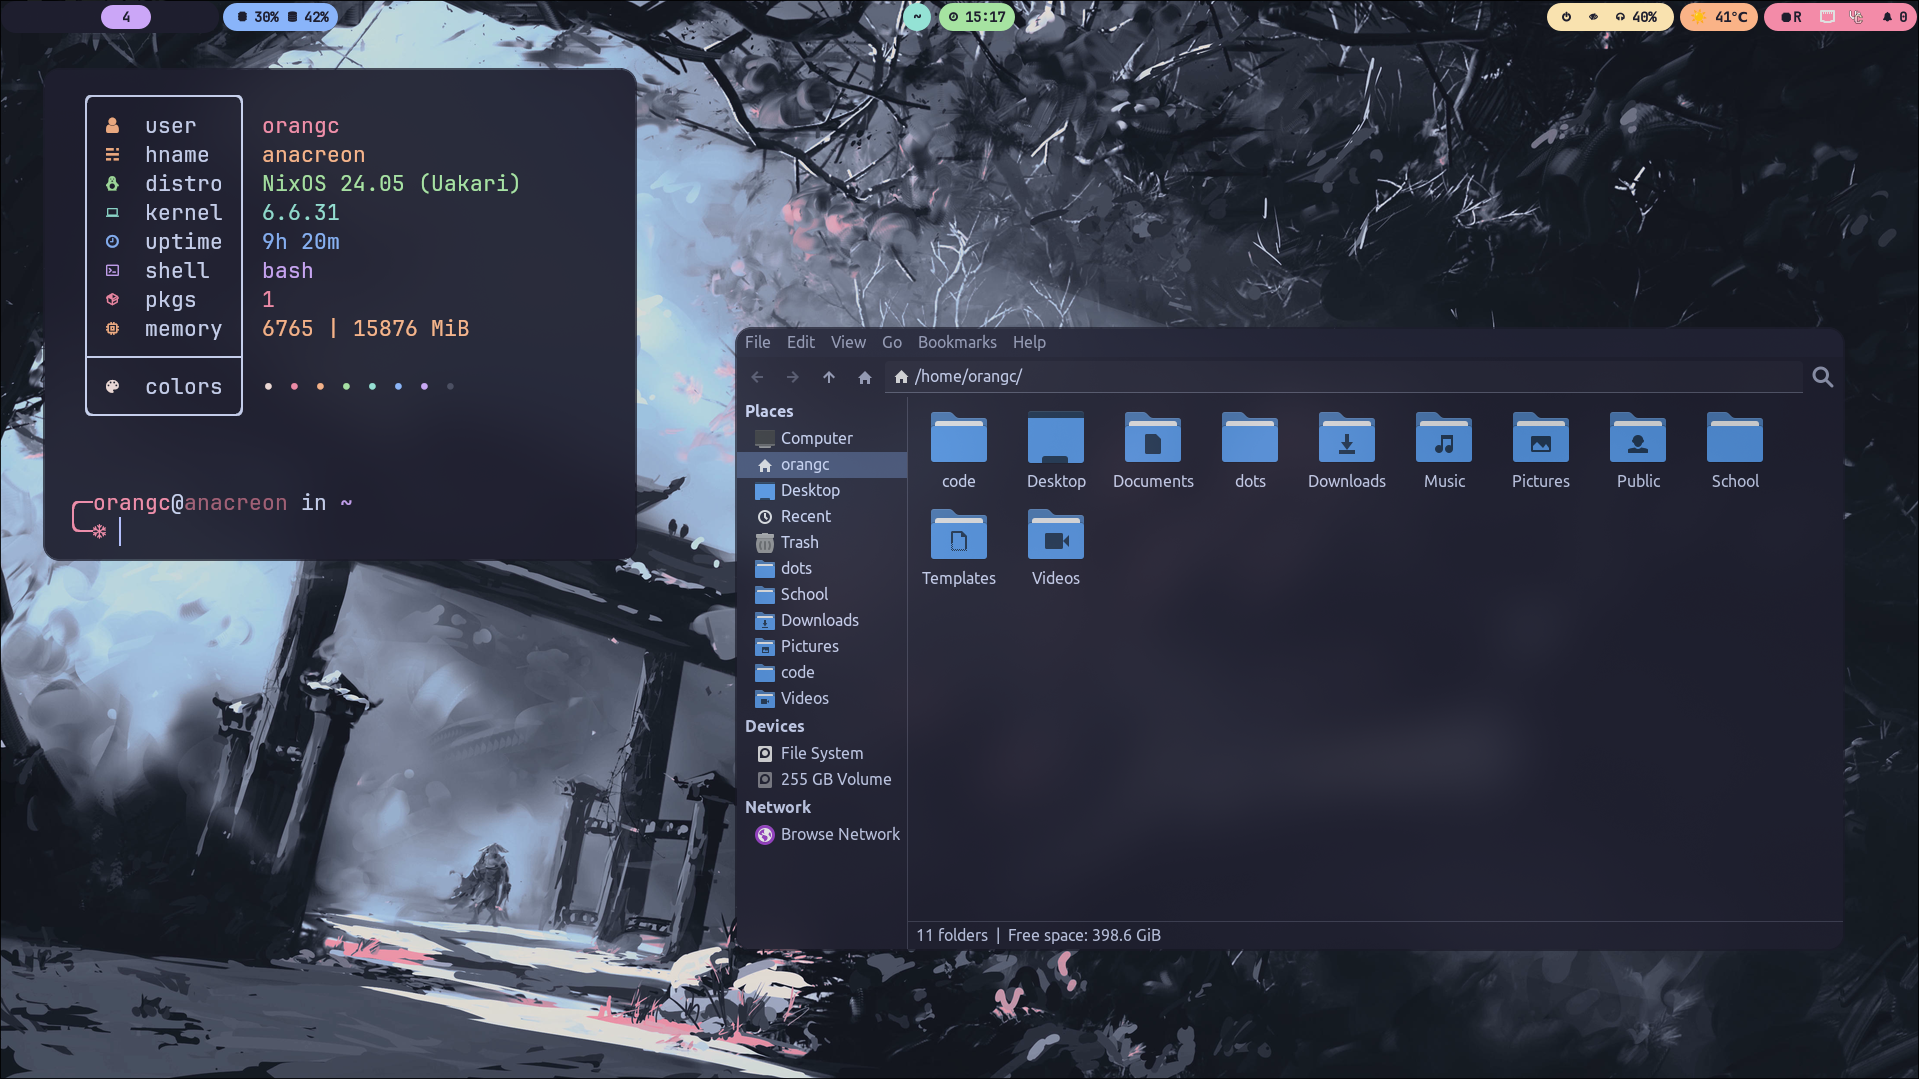 4
30% 42%
~
15:17
40%
41°C
R
0
user orangc
hname anacreon
distro NixOS 24.05 (Uakari)
kernel 6.6.31
uptime 9h 20m
shell bash
pkgs 1
memory 6765 | 15876 MiB
colors
orangc@anacreon in ~
File Edit View Go Bookmarks Help
/home/orangc/
Places
Computer
orangc
Desktop
Recent
Trash
dots
School
Downloads
Pictures
code
Videos
Devices
File System
255 GB Volume
Network
Browse Network
code Desktop Documents dots Downloads Music Pictures Public School
Templates Videos
11 folders | Free space: 398.6 GiB